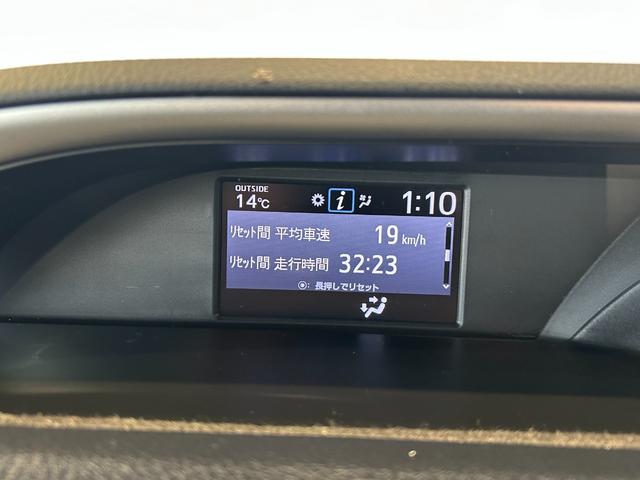 OUTSIDE
14℃
i
1:10
ﾘｾｯﾄ間 平均車速 19 km/h
ﾘｾｯﾄ間 走行時間 32:23
⦿: 長押しでリセット